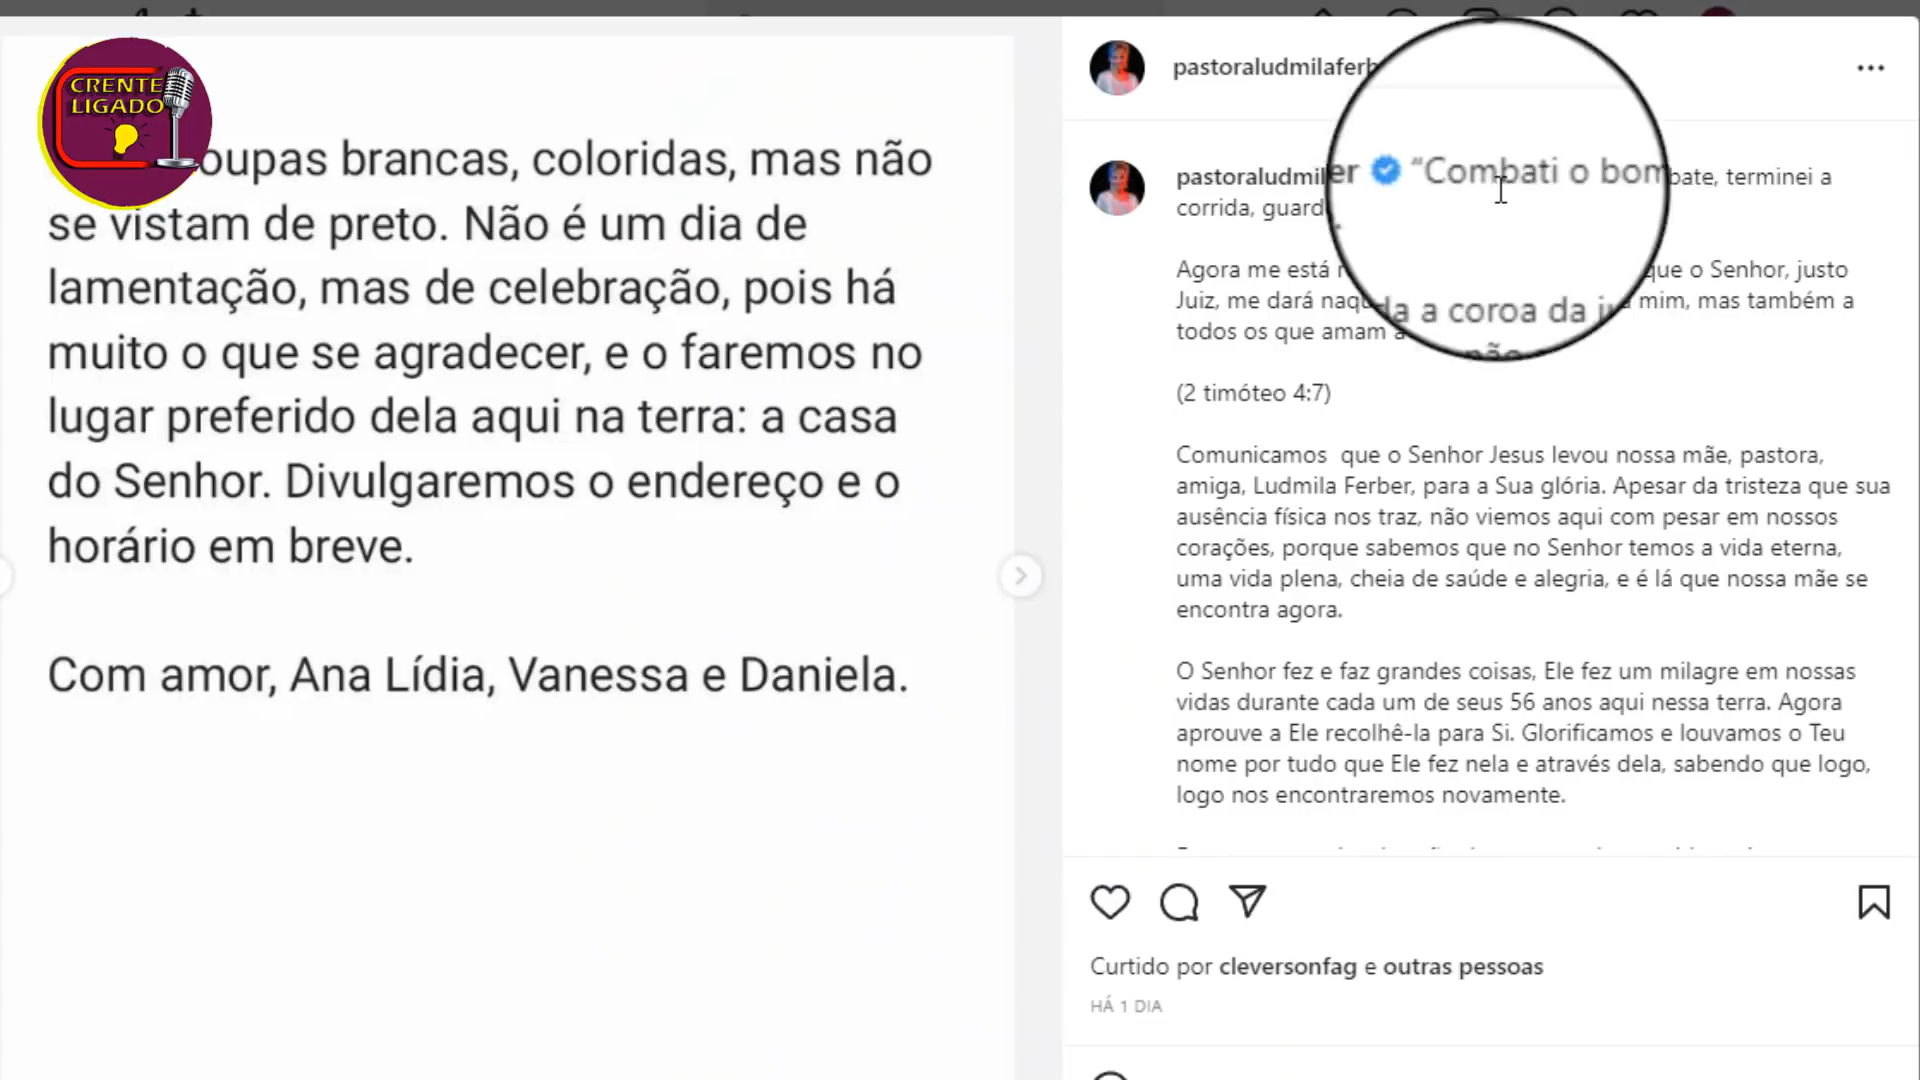 CRENTE
LIGADO
oupas brancas, coloridas, mas não
se vistam de preto. Não é um dia de
lamentação, mas de celebração, pois há
muito o que se agradecer, e o faremos no
lugar preferido dela aqui na terra: a casa
do Senhor. Divulgaremos o endereço e o
horário em breve.
Com amor, Ana Lídia, Vanessa e Daniela.
pastoraludmilaferb
pastoraludmil er “Combati o bom bate, terminei a
corrida, guard
Agora me está que o Senhor, justo
Juiz, me dará naqu da a coroa da ju mim, mas também a
todos os que amam a não
(2 timóteo 4:7)
Comunicamos que o Senhor Jesus levou nossa mãe, pastora,
amiga, Ludmila Ferber, para a Sua glória. Apesar da tristeza que sua
ausência física nos traz, não viemos aqui com pesar em nossos
corações, porque sabemos que no Senhor temos a vida eterna,
uma vida plena, cheia de saúde e alegria, e é lá que nossa mãe se
encontra agora.
O Senhor fez e faz grandes coisas, Ele fez um milagre em nossas
vidas durante cada um de seus 56 anos aqui nessa terra. Agora
aprouve a Ele recolhê-la para Si. Glorificamos e louvamos o Teu
nome por tudo que Ele fez nela e através dela, sabendo que logo,
logo nos encontraremos novamente.
Curtido por cleversonfag e outras pessoas
HÁ 1 DIA